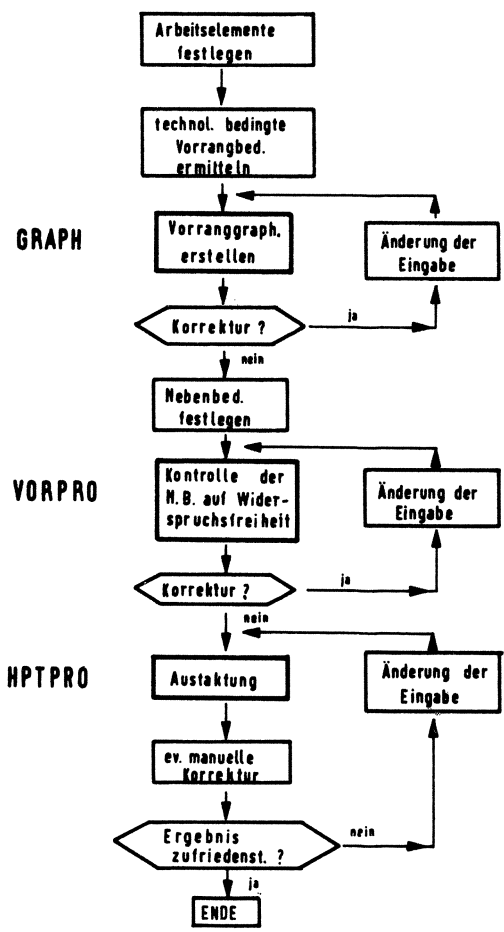 Arbeitselemente
festlegen
technol. bedingte
Vorrangbed.
ermitteln
GRAPH
Vorranggraph.
erstellen
Änderung der
Eingabe
Korrektur ?
ja
nein
Nebenbed.
festlegen
VORPRO
Kontrolle der
N.B. auf Wider-
spruchsfreiheit
Änderung der
Eingabe
Korrektur ?
ja
nein
HPTPRO
Austaktung
Änderung der
Eingabe
ev. manuelle
Korrektur
Ergebnis
zufriedenst. ?
nein
ja
ENDE